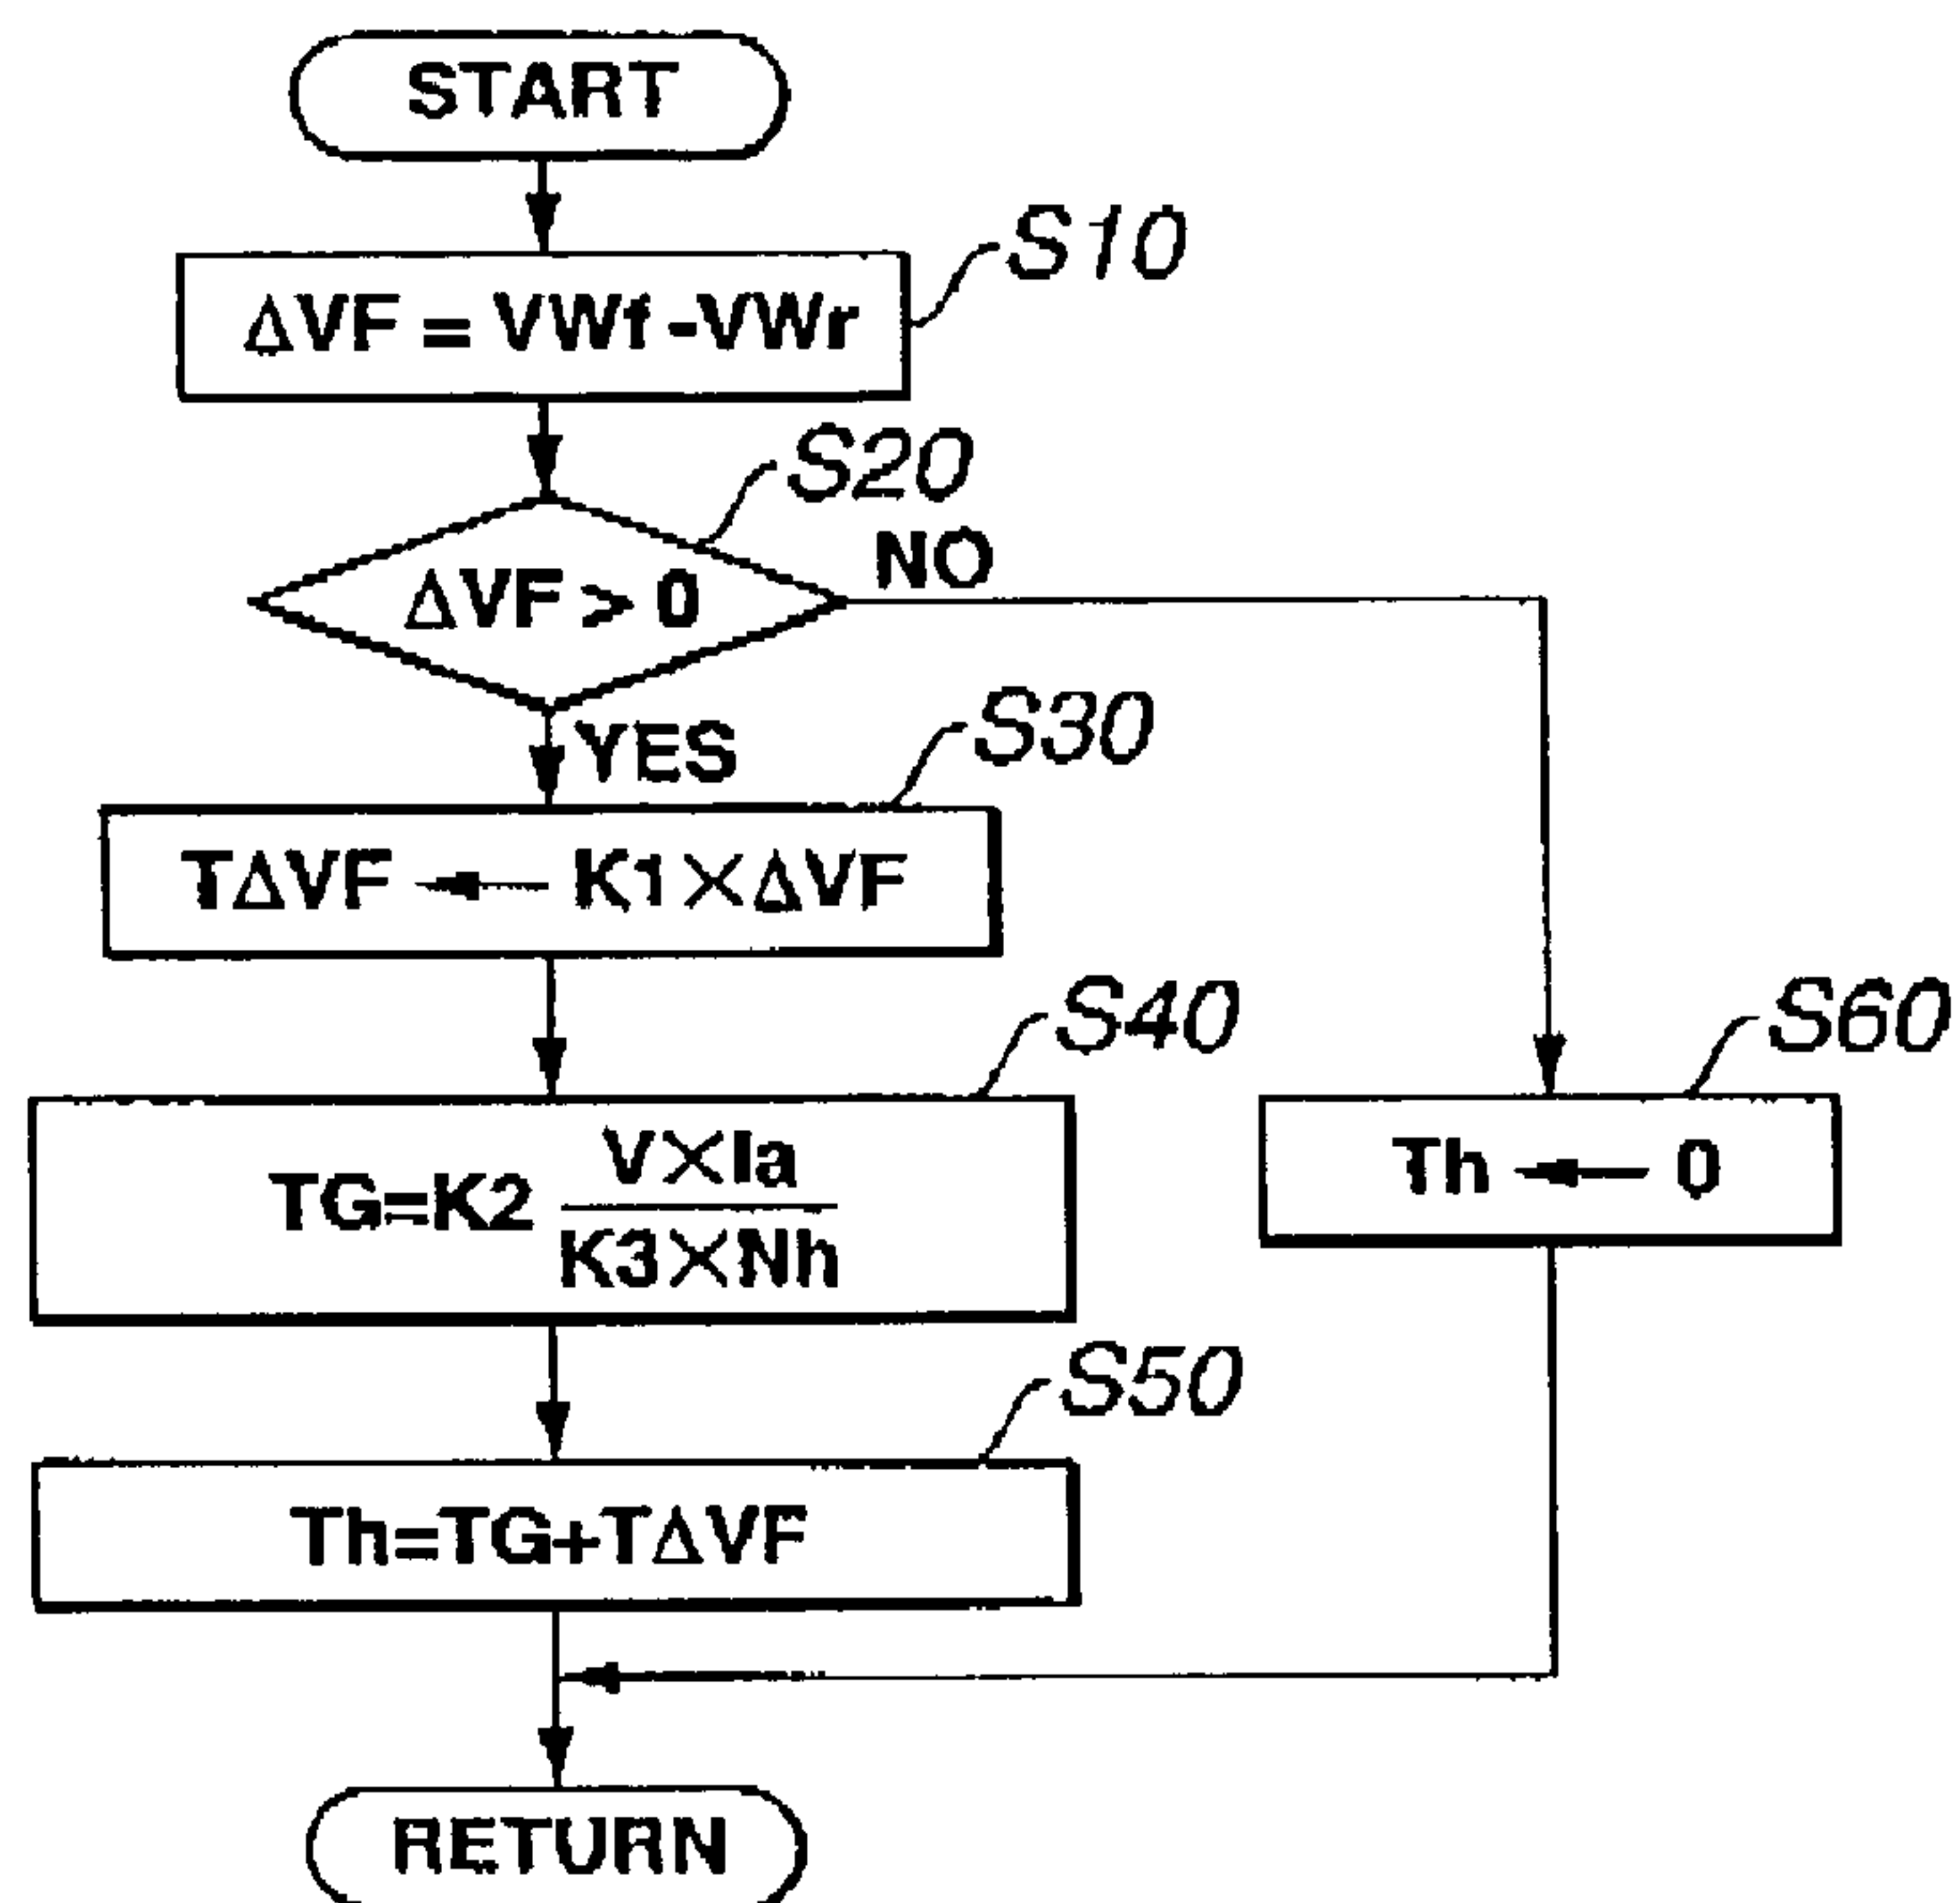 START
S10
ΔVF = VWf-VWr
S20
ΔVF > 0
NO
YES
S30
TΔVF ← K1×ΔVF
S40
TG=K2 V×Ia
K3×Nh
S60
Th ← 0
S50
Th=TG+TΔVF
RETURN